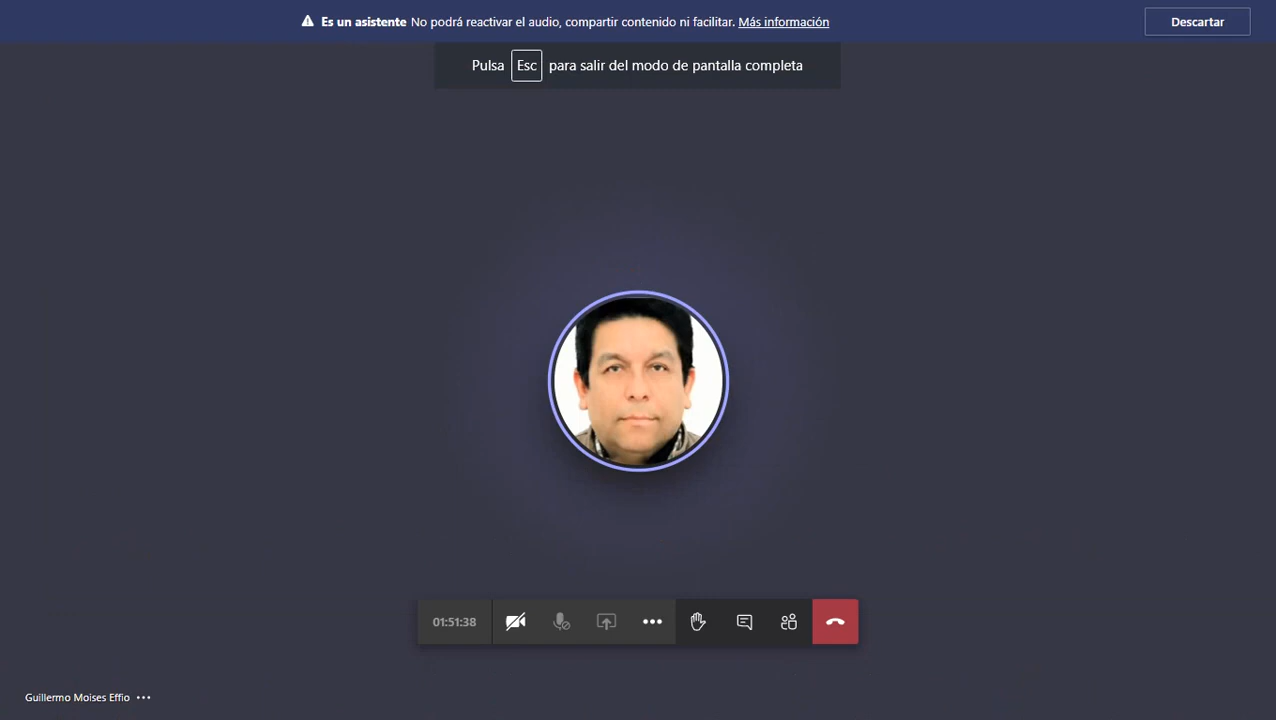 Es un asistente No podrá reactivar el audio, compartir contenido ni facilitar. Más información
Descartar
Pulsa Esc para salir del modo de pantalla completa
01:51:38
Guillermo Moises Effio